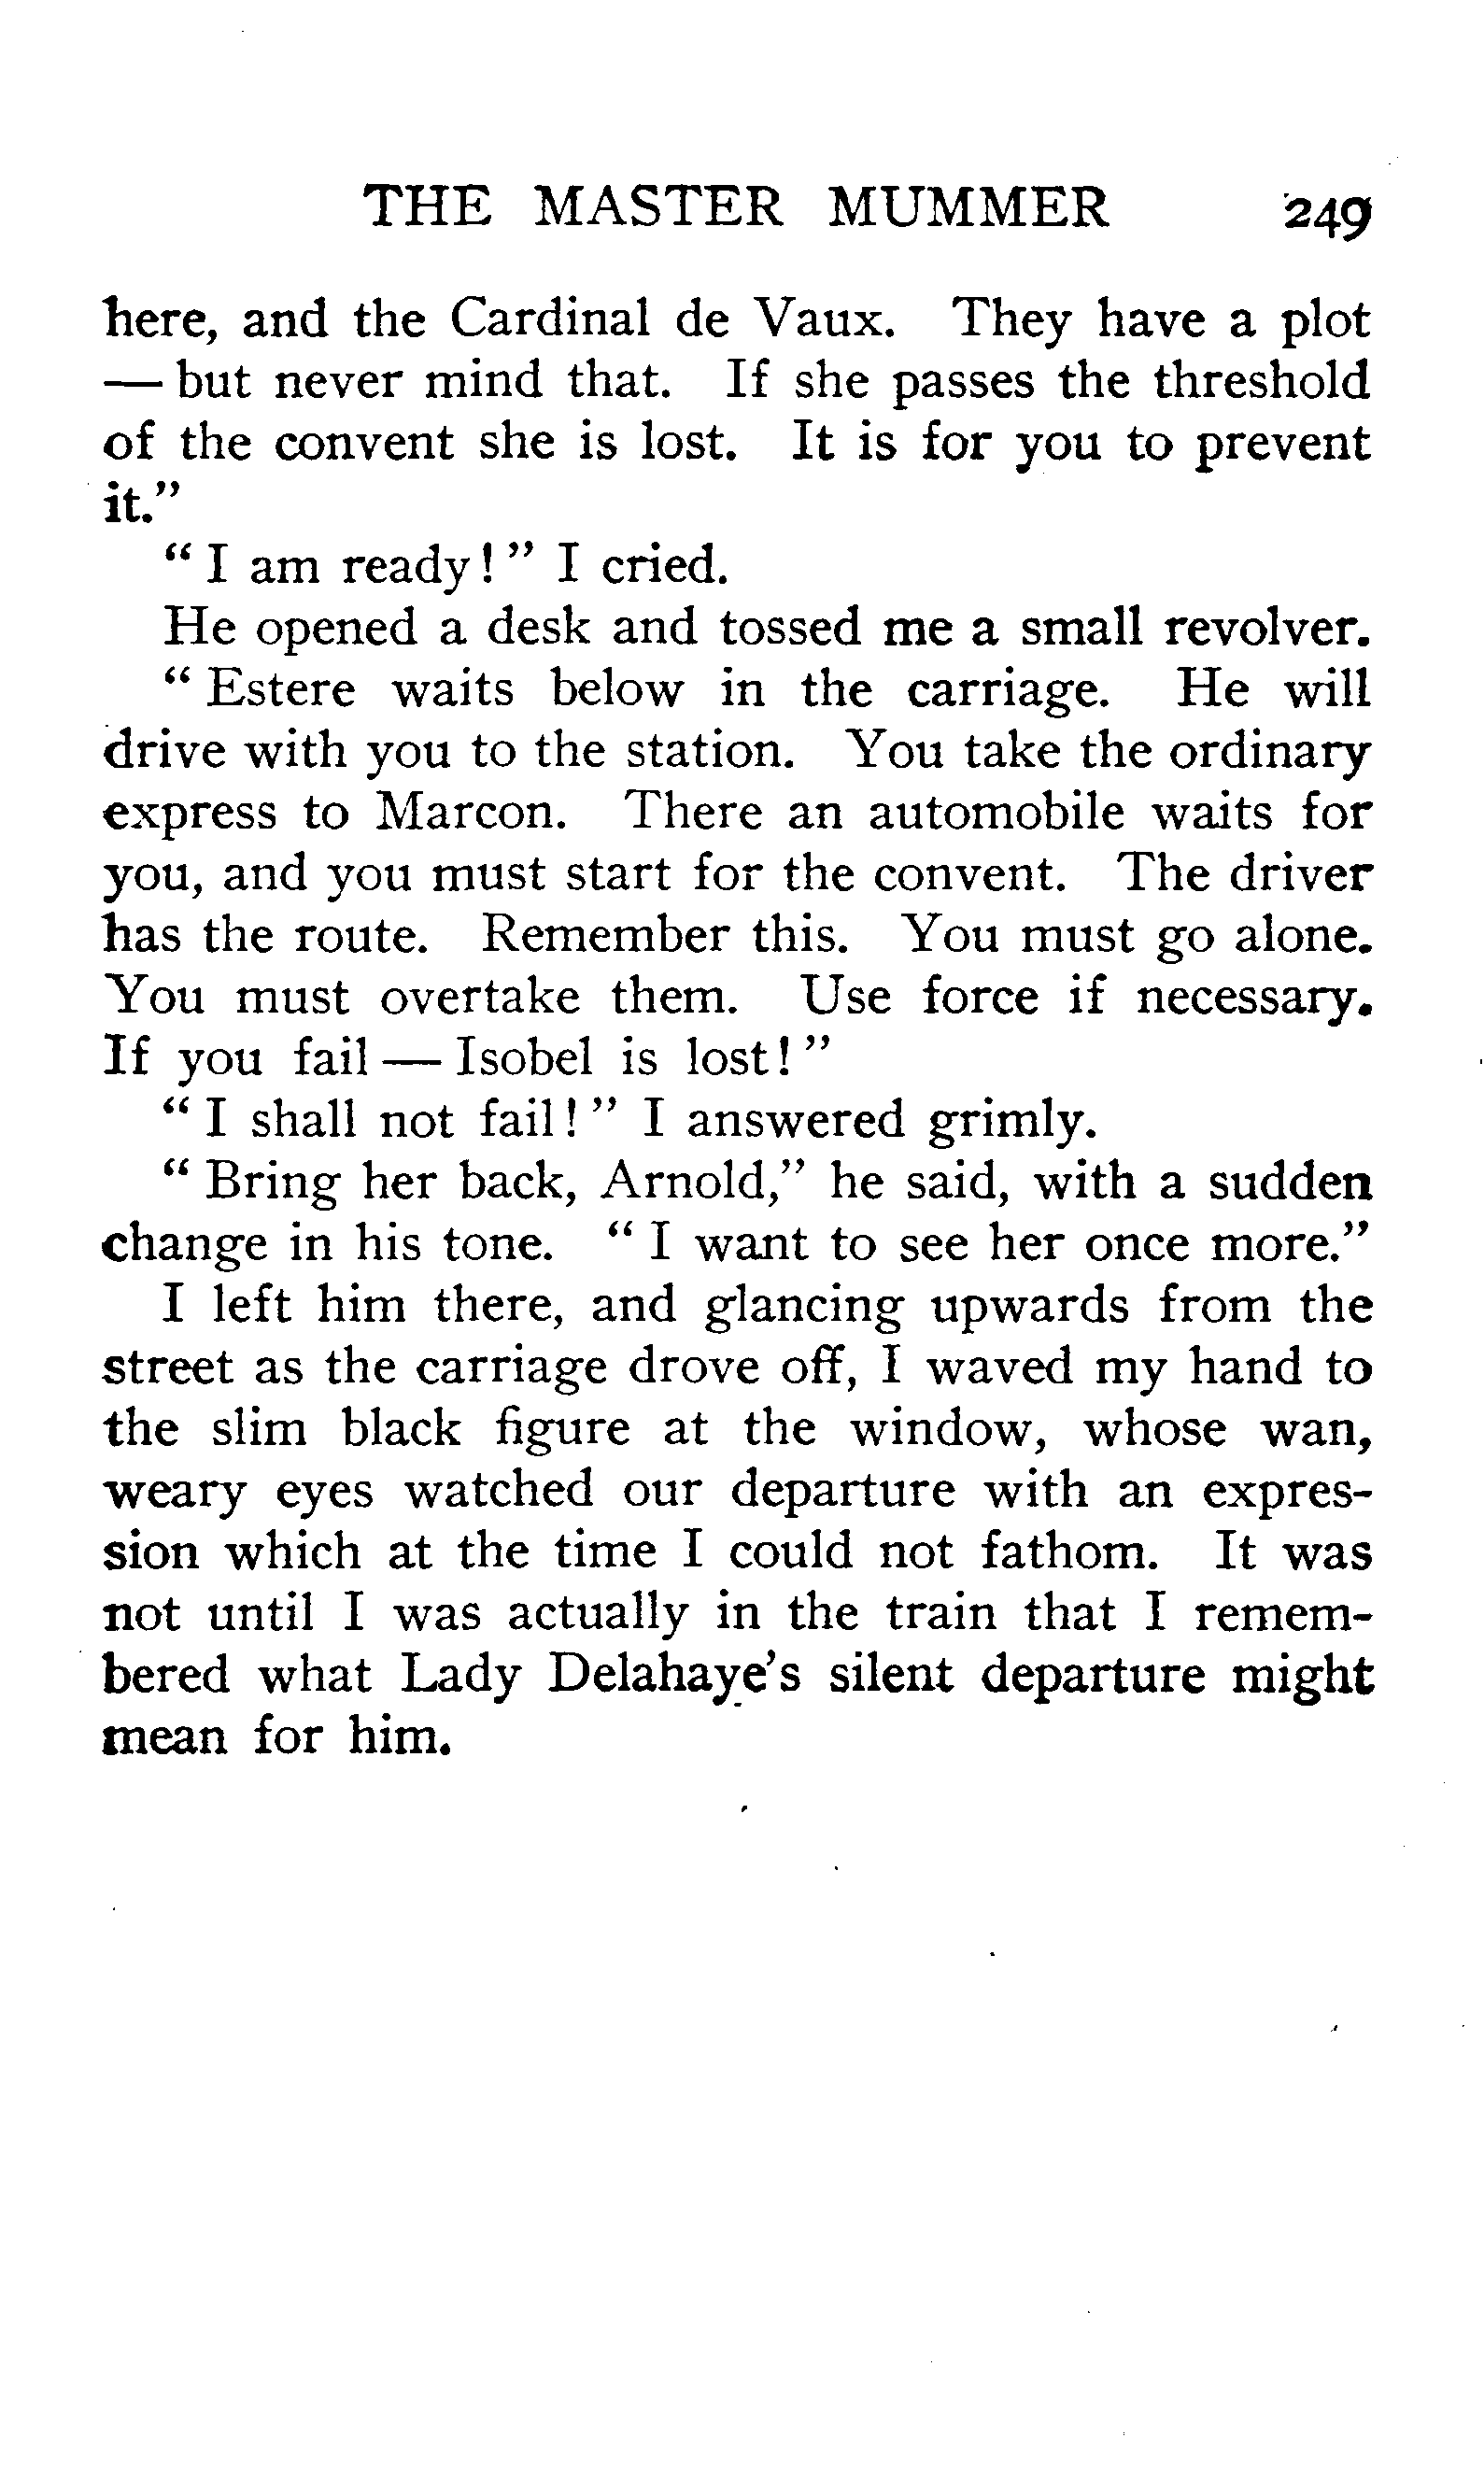 THE MASTER MUMMER 249
here, and the Cardinal de Vaux. They have a plot
— but never mind that. If she passes the threshold
of the convent she is lost. It is for you to prevent
it."
" I am ready! " I cried.
He opened a desk and tossed me a small revolver.
" Estere waits below in the carriage. He will
drive with you to the station. You take the ordinary
express to Marcon. There an automobile waits for
you, and you must start for the convent. The driver
has the route. Remember this. You must go alone.
You must overtake them. Use force if necessary.
If you fail — Isobel is lost! "
" I shall not fail! " I answered grimly.
" Bring her back, Arnold," he said, with a sudden
change in his tone. " I want to see her once more."
I left him there, and glancing upwards from the
street as the carriage drove off, I waved my hand to
the slim black figure at the window, whose wan,
weary eyes watched our departure with an expres-
sion which at the time I could not fathom. It was
not until I was actually in the train that I remem-
bered what Lady Delahaye's silent departure might
mean for him.